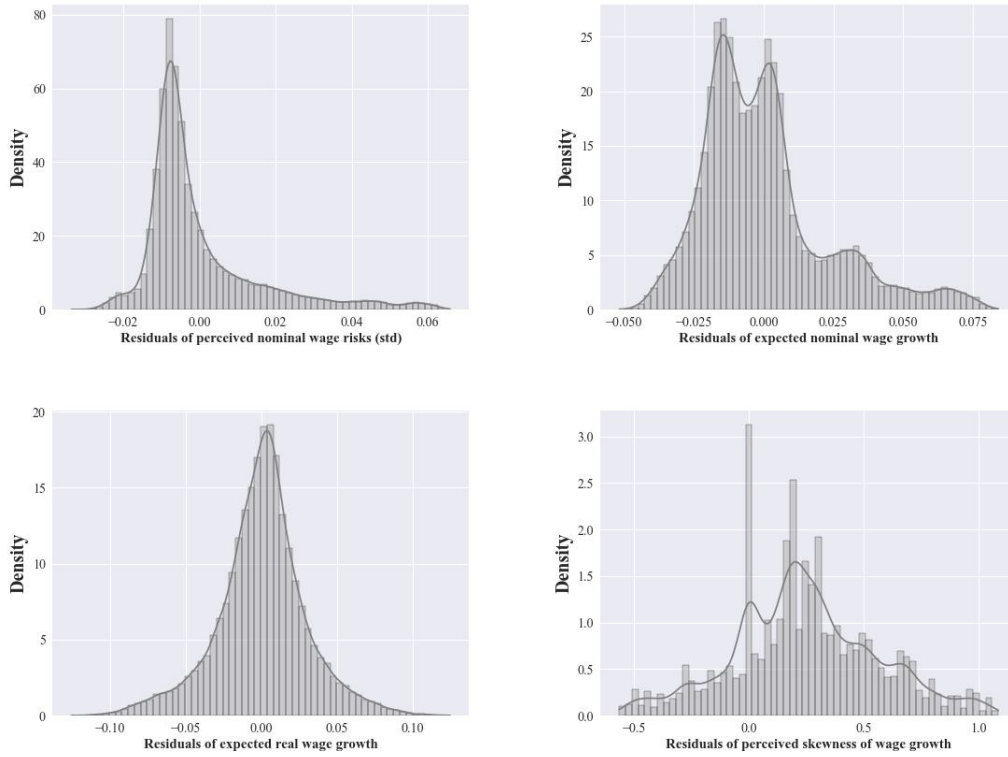 80
60
40
20
0
Density
−0.02 0.00 0.02 0.04 0.06
Residuals of perceived nominal wage risks (std)
25
20
15
10
5
0
Density
−0.050 −0.025 0.000 0.025 0.050 0.075
Residuals of expected nominal wage growth
20
15
10
5
0
Density
−0.10 −0.05 0.00 0.05 0.10
Residuals of expected real wage growth
3.0
2.5
2.0
1.5
1.0
0.5
0.0
Density
−0.5 0.0 0.5 1.0
Residuals of perceived skewness of wage growth